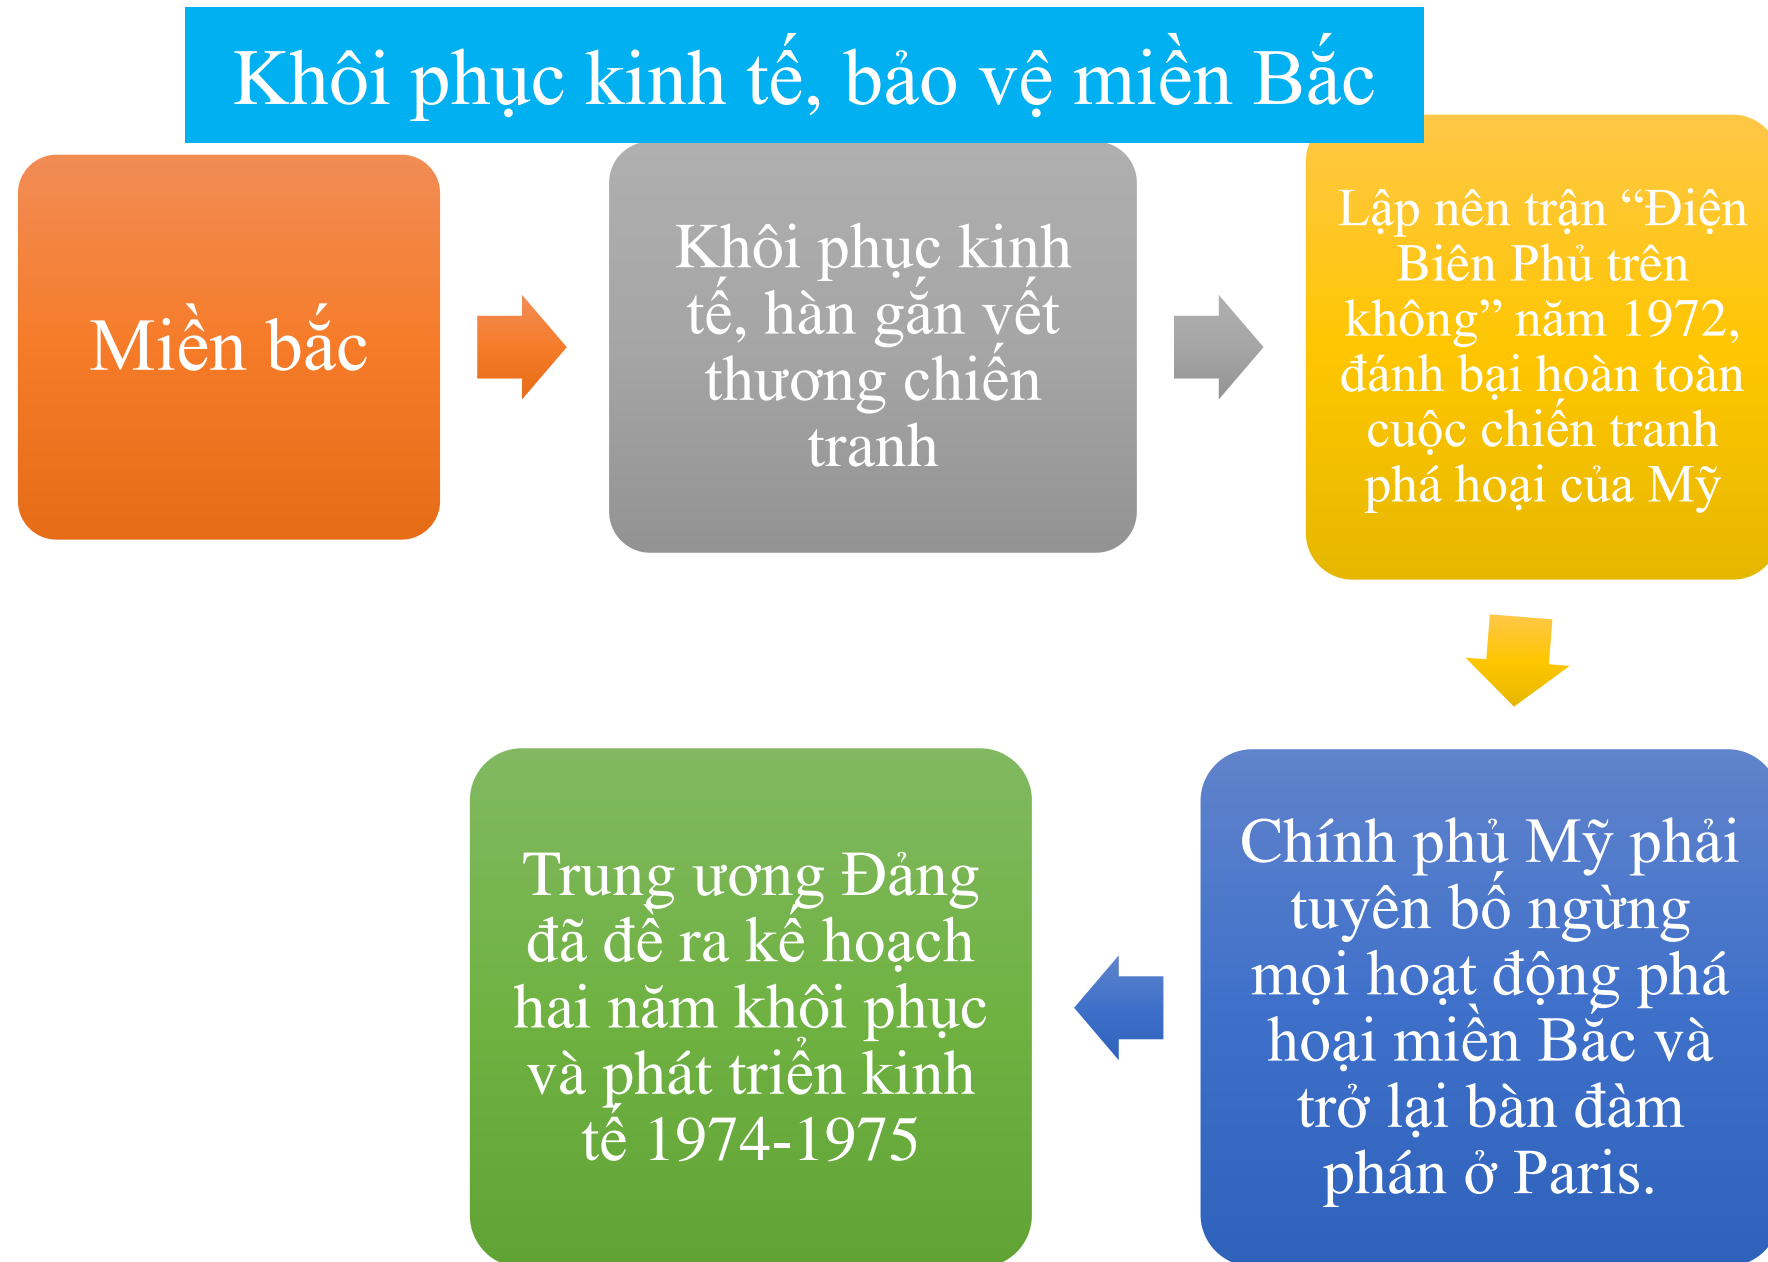 Khôi phục kinh tế, bảo vệ miền Bắc
Miền bắc
Khôi phục kinh
tế, hàn gắn vết
thương chiến
tranh
Lập nên trận “Điện
Biên Phủ trên
không” năm 1972,
đánh bại hoàn toàn
cuộc chiến tranh
phá hoại của Mỹ
Chính phủ Mỹ phải
tuyên bố ngừng
mọi hoạt động phá
hoại miền Bắc và
trở lại bàn đàm
phán ở Paris.
Trung ương Đảng
đã đề ra kế hoạch
hai năm khôi phục
và phát triển kinh
tế 1974-1975